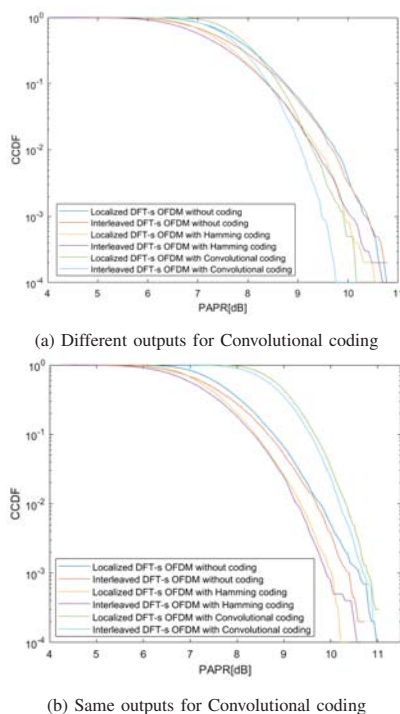 10^0
10^-1
10^-2
10^-3
10^-4
CCDF
Localized DFT-s OFDM without coding
Interleaved DFT-s OFDM without coding
Localized DFT-s OFDM with Hamming coding
Interleaved DFT-s OFDM with Hamming coding
Localized DFT-s OFDM with Convolutional coding
Interleaved DFT-s OFDM with Convolutional coding
4 5 6 7 8 9 10 11
PAPR[dB]
(a) Different outputs for Convolutional coding
10^0
10^-1
10^-2
10^-3
10^-4
CCDF
Localized DFT-s OFDM without coding
Interleaved DFT-s OFDM without coding
Localized DFT-s OFDM with Hamming coding
Interleaved DFT-s OFDM with Hamming coding
Localized DFT-s OFDM with Convolutional coding
Interleaved DFT-s OFDM with Convolutional coding
4 5 6 7 8 9 10 11
PAPR[dB]
(b) Same outputs for Convolutional coding